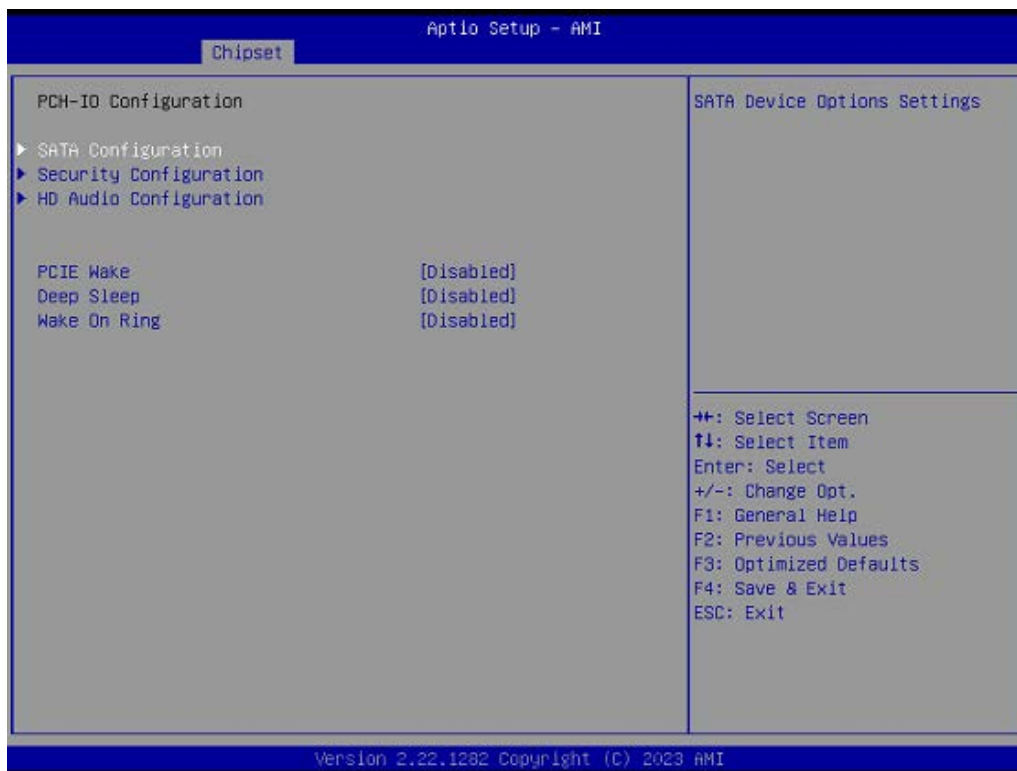 Aptio Setup – AMI
Chipset
PCH-IO Configuration
SATA Configuration
Security Configuration
HD Audio Configuration
PCIE Wake [Disabled]
Deep Sleep [Disabled]
Wake On Ring [Disabled]
SATA Device Options Settings
→←: Select Screen
↑↓: Select Item
Enter: Select
+/-: Change Opt.
F1: General Help
F2: Previous Values
F3: Optimized Defaults
F4: Save & Exit
ESC: Exit
Version 2.22.1282 Copyright (C) 2023 AMI